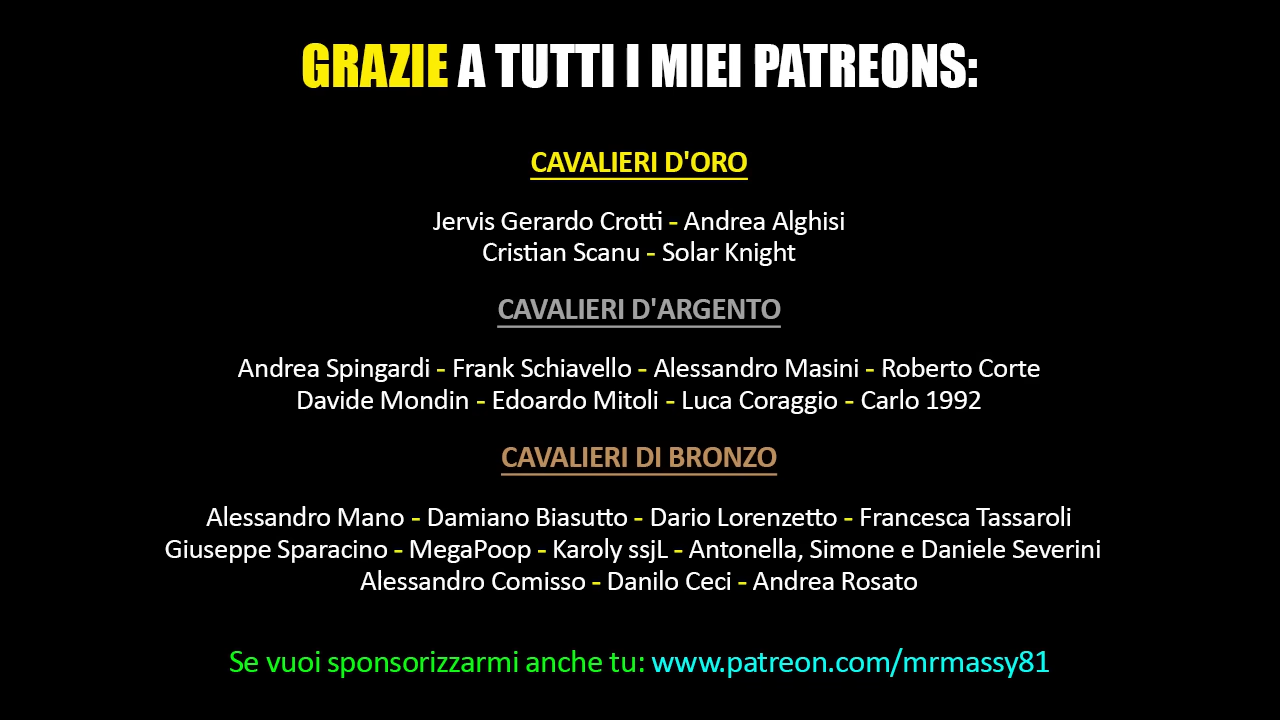 GRAZIE A TUTTI I MIEI PATREONS:
CAVALIERI D'ORO
Jervis Gerardo Crotti - Andrea Alghisi
Cristian Scanu - Solar Knight
CAVALIERI D'ARGENTO
Andrea Spingardi - Frank Schiavello - Alessandro Masini - Roberto Corte
Davide Mondin - Edoardo Mitoli - Luca Coraggio - Carlo 1992
CAVALIERI DI BRONZO
Alessandro Mano - Damiano Biasutto - Dario Lorenzetto - Francesca Tassaroli
Giuseppe Sparacino - MegaPoop - Karoly ssjL - Antonella, Simone e Daniele Severini
Alessandro Comisso - Danilo Ceci - Andrea Rosato
Se vuoi sponsorizzarmi anche tu: www.patreon.com/mrmassy81